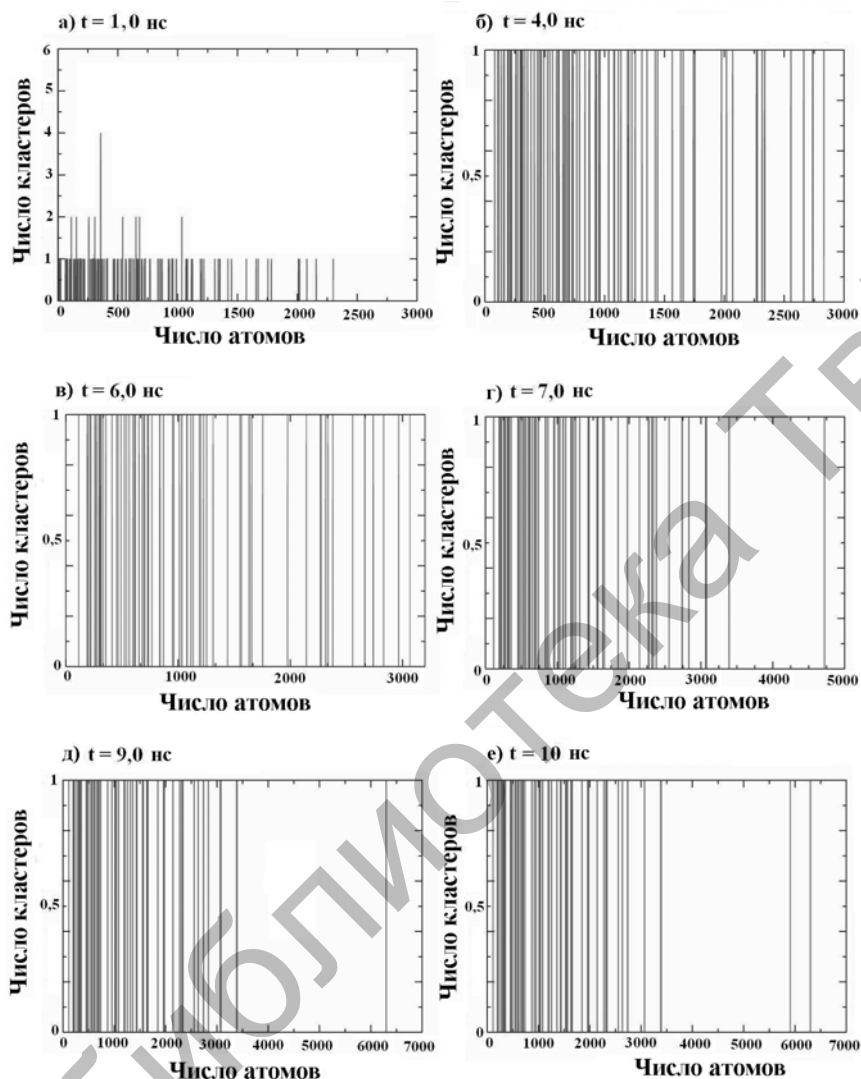 а) t = 1,0 нс
Число кластеров
6
5
4
3
2
1
0
0 500 1000 1500 2000 2500 3000
Число атомов
б) t = 4,0 нс
Число кластеров
1
0,5
0
0 500 1000 1500 2000 2500 3000
Число атомов
в) t = 6,0 нс
Число кластеров
1
0,5
0
0 1000 2000 3000
Число атомов
г) t = 7,0 нс
Число кластеров
1
0,5
0
0 1000 2000 3000 4000 5000
Число атомов
д) t = 9,0 нс
Число кластеров
1
0,5
0
0 1000 2000 3000 4000 5000 6000 7000
Число атомов
е) t = 10 нс
Число кластеров
1
0,5
0
0 1000 2000 3000 4000 5000 6000 7000
Число атомов
библиотека